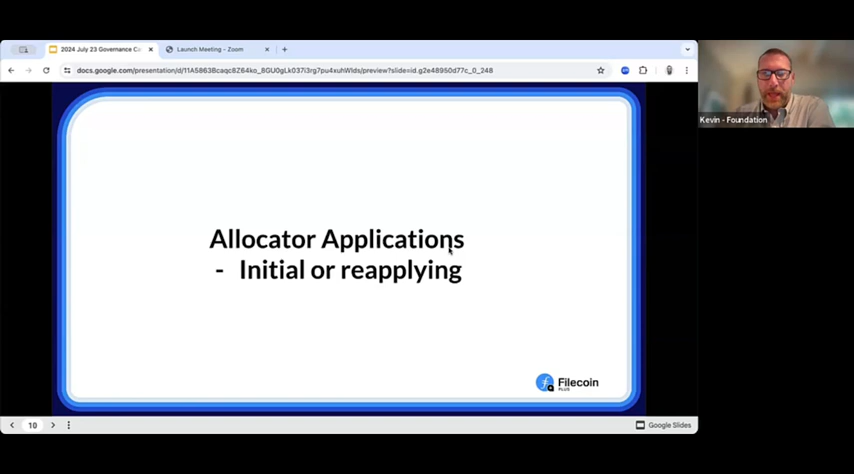 2024 July 23 Governance Ca
Launch Meeting - Zoom
docs.google.com/presentation/d/11A5863Bcaqc8Z64ko_8GU0gLk037i3rg7pu4xuhWIds/preview?slide=id.g2e48950d77c_0_248
Kevin - Foundation
Allocator Applications
- Initial or reapplying
Filecoin
PLUS
10
Google Slides